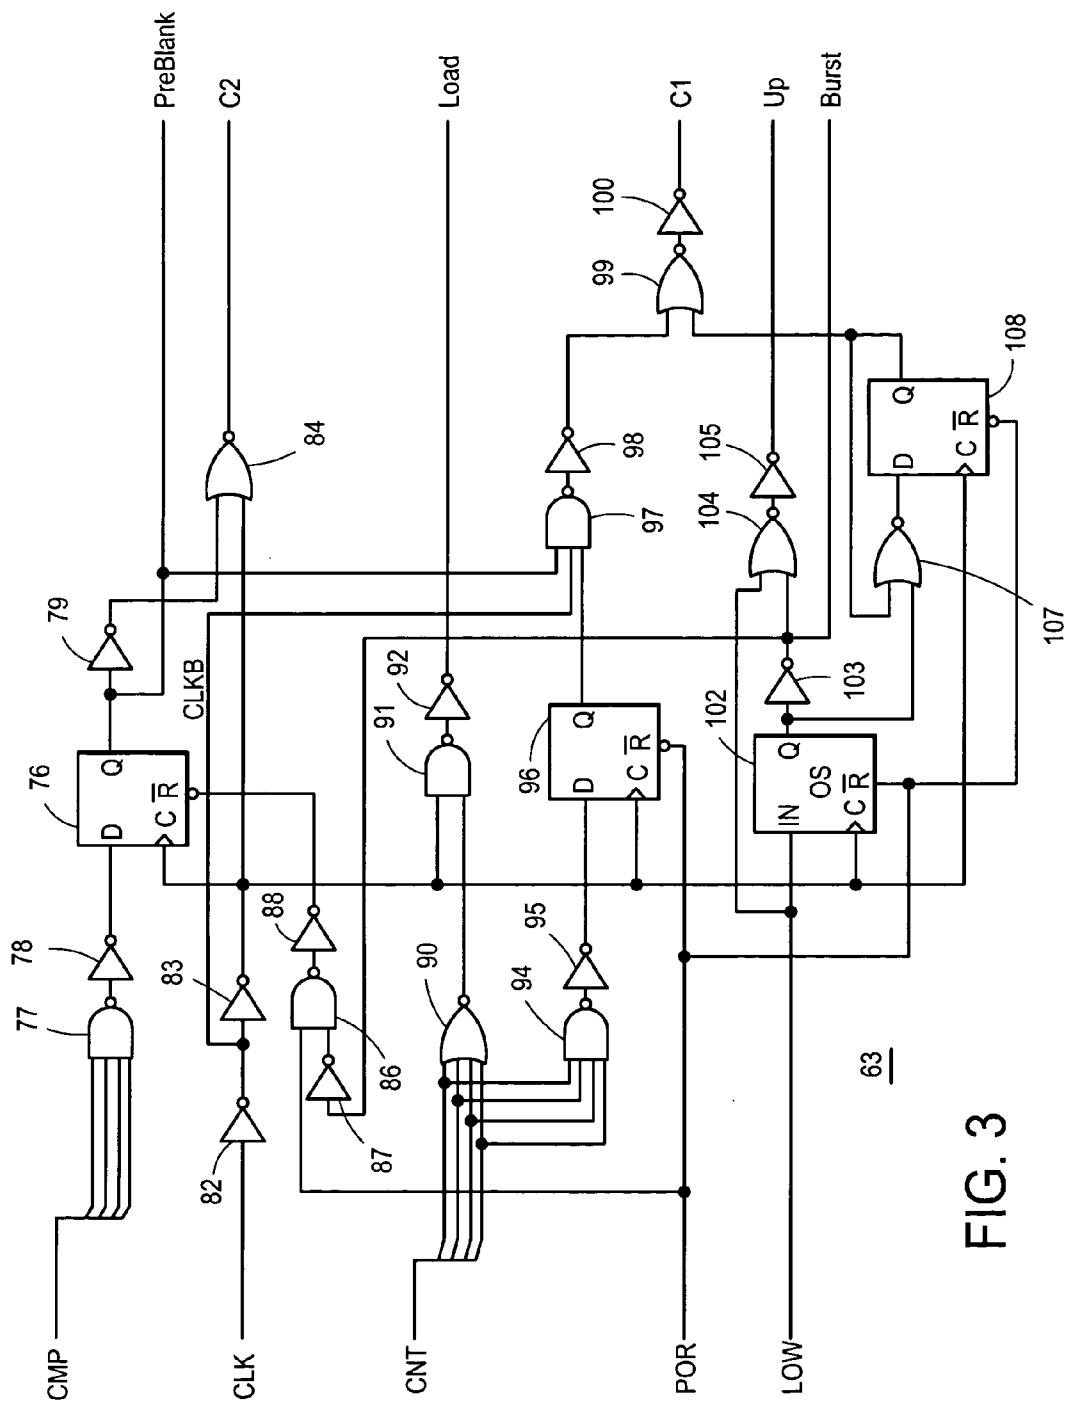 CMP
77
78
76
D
Q
C
R̅
79
PreBlank
C2
84
CLKB
82
83
CLK
88
86
87
90
91
92
Load
CNT
94
95
96
D
Q
C
R̅
97
98
99
100
C1
POR
LOW
102
IN
OS
Q
C
R̅
103
104
105
Up
Burst
107
D
Q
C
R̅
108
63
FIG. 3